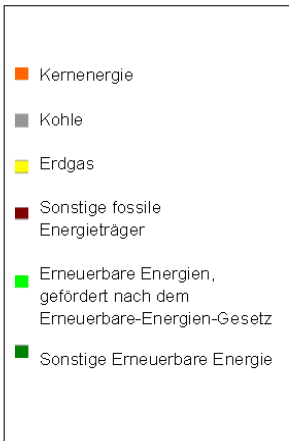 Kernenergie
Kohle
Erdgas
Sonstige fossile
Energieträger
Erneuerbare Energien,
gefördert nach dem
Erneuerbare-Energien-Gesetz
Sonstige Erneuerbare Energie